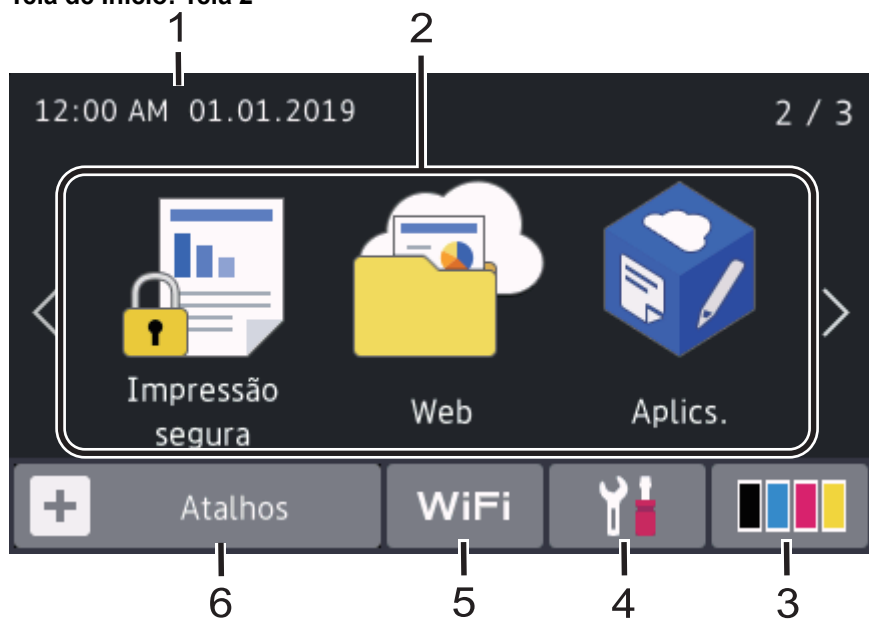 Tela de Início: Tela 2
1 2
12:00 AM 01.01.2019 2 / 3
Impressão
segura
Web
Aplics.
Atalhos
WiFi
6 5 4 3